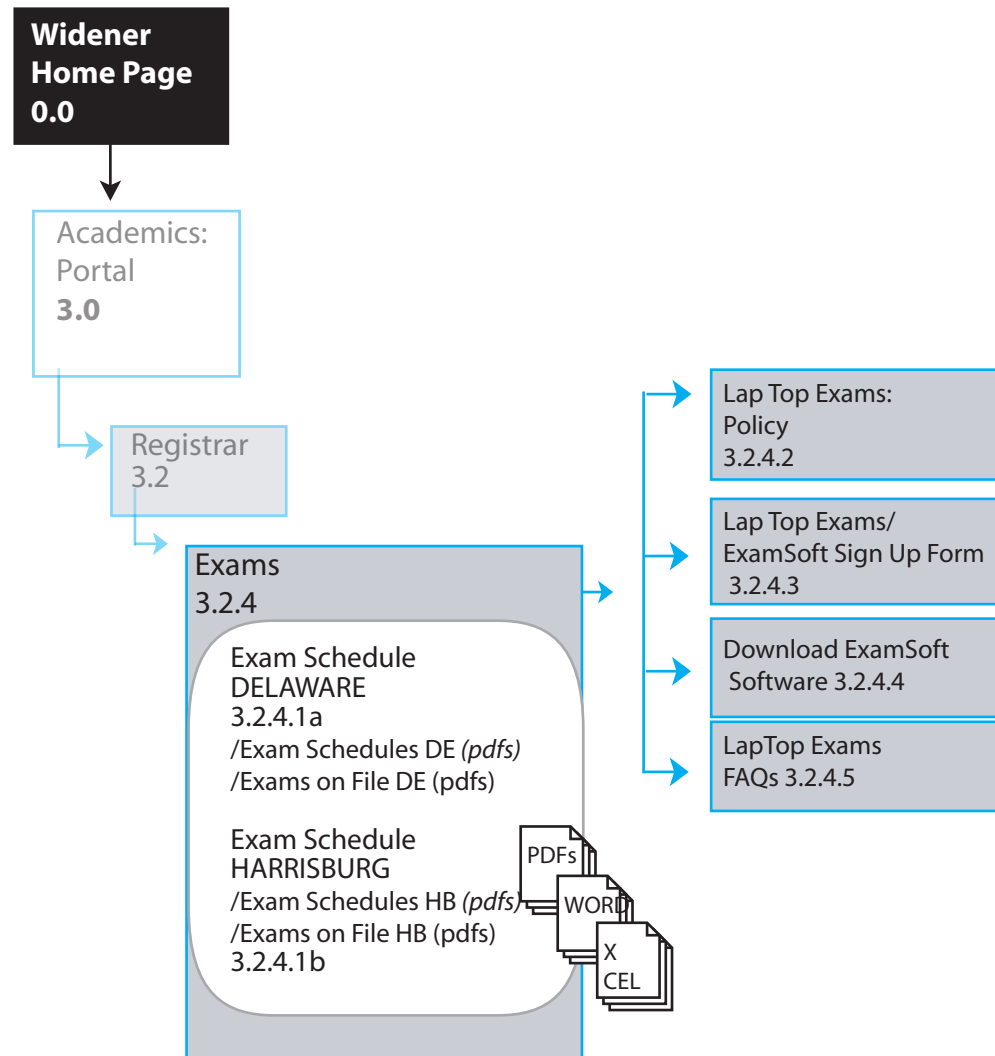 Widener
Home Page
0.0
Academics:
Portal
3.0
Registrar
3.2
Exams
3.2.4
Exam Schedule
DELAWARE
3.2.4.1a
/Exam Schedules DE (pdfs)
/Exams on File DE (pdfs)
Exam Schedule
HARRISBURG
/Exam Schedules HB (pdfs)
/Exams on File HB (pdfs)
3.2.4.1b
PDFs
WORD
X
CEL
Lap Top Exams:
Policy
3.2.4.2
Lap Top Exams/
ExamSoft Sign Up Form
3.2.4.3
Download ExamSoft
Software 3.2.4.4
LapTop Exams
FAQs 3.2.4.5